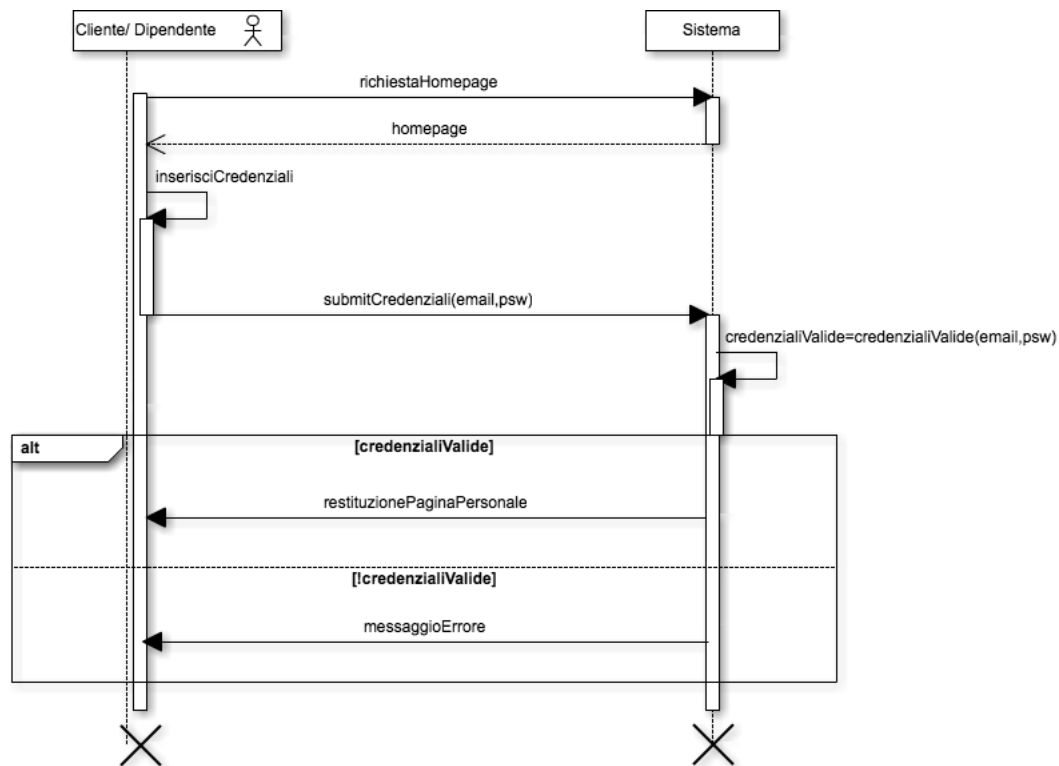 Cliente/ Dipendente
Sistema
richiestaHomepage
homepage
inserisciCredenziali
submitCredenziali(email,psw)
credenzialiValide=credenzialiValide(email,psw)
alt
[credenzialiValide]
restituzionePaginaPersonale
[!credenzialiValide]
messaggioErrore